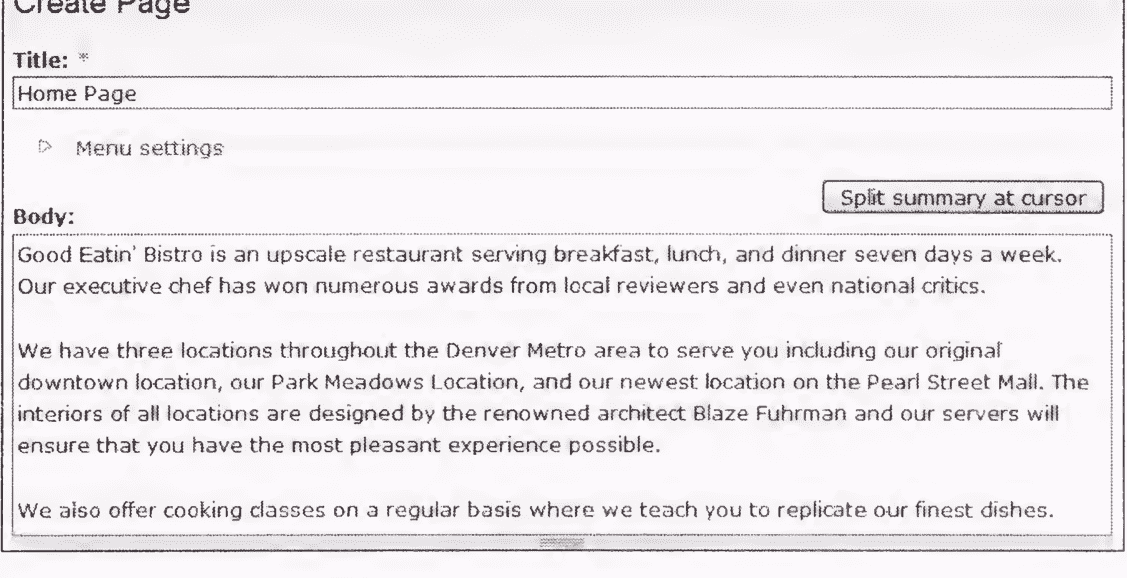 Create Page
Title: *
Home Page
Menu settings
Split summary at cursor
Body:
Good Eatin' Bistro is an upscale restaurant serving breakfast, lunch, and dinner seven days a week.
Our executive chef has won numerous awards from local reviewers and even national critics.
We have three locations throughout the Denver Metro area to serve you including our original
downtown location, our Park Meadows Location, and our newest location on the Pearl Street Mall. The
interiors of all locations are designed by the renowned architect Blaze Fuhrman and our servers will
ensure that you have the most pleasant experience possible.
We also offer cooking classes on a regular basis where we teach you to replicate our finest dishes.